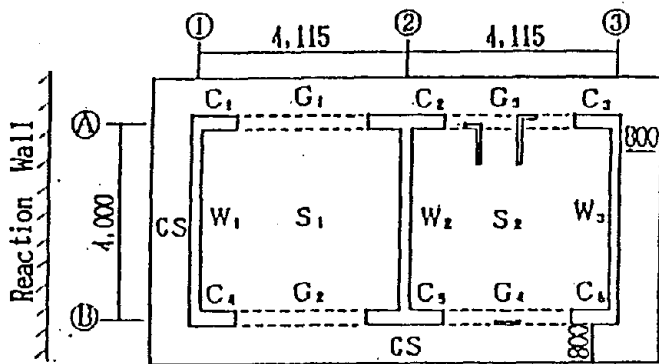 ① ② ③
4,115 4,115
C₁ G₁ C₂ G₃ C₃
Ⓐ
800
Reaction Wall
4,000
CS W₁ S₁ W₂ S₂ W₃
C₄ G₂ C₅ G₄ C₆
Ⓑ
CS
800